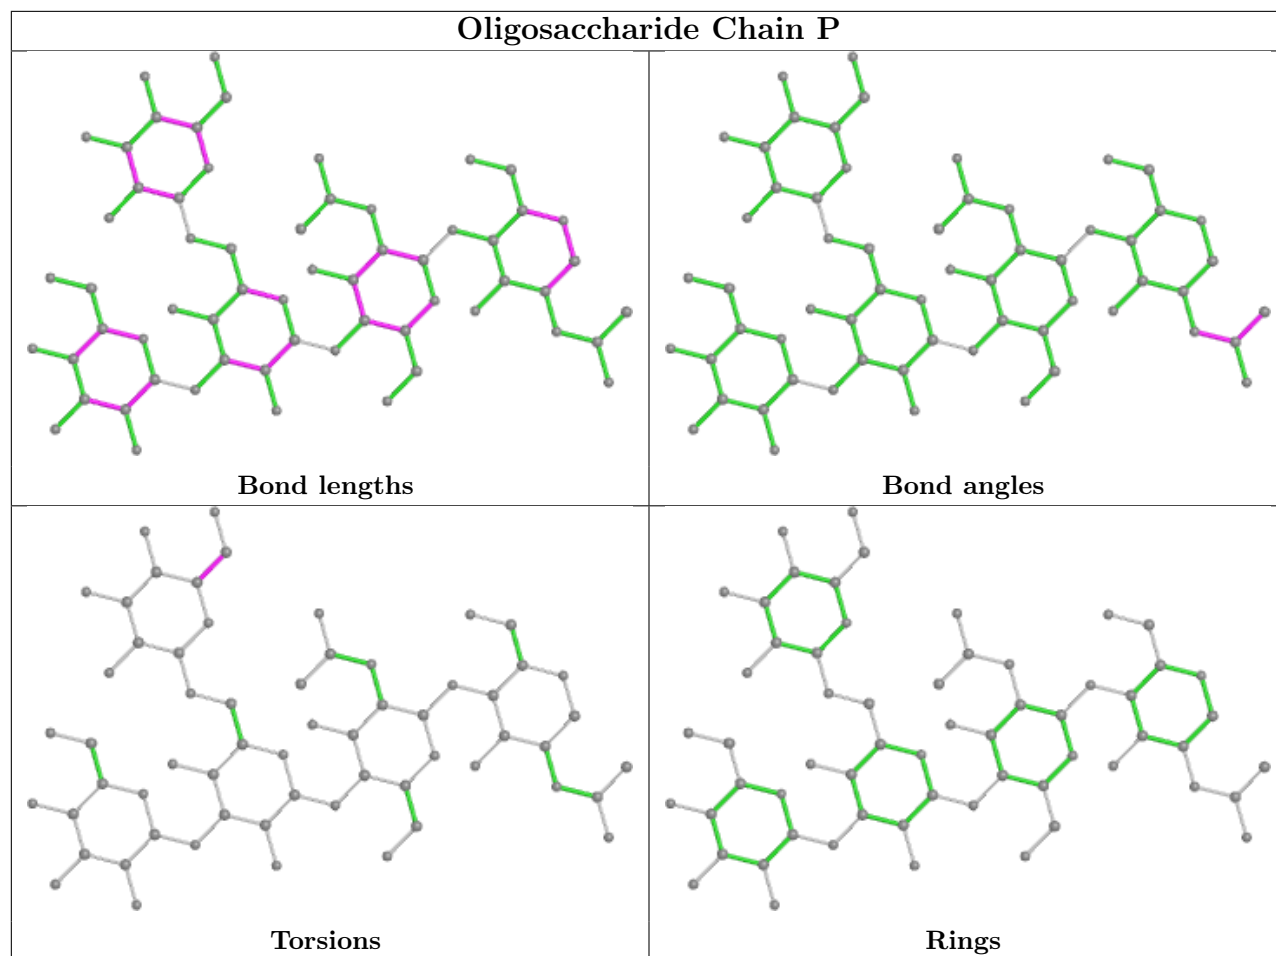 Oligosaccharide Chain P
Bond lengths
Bond angles
Torsions
Rings